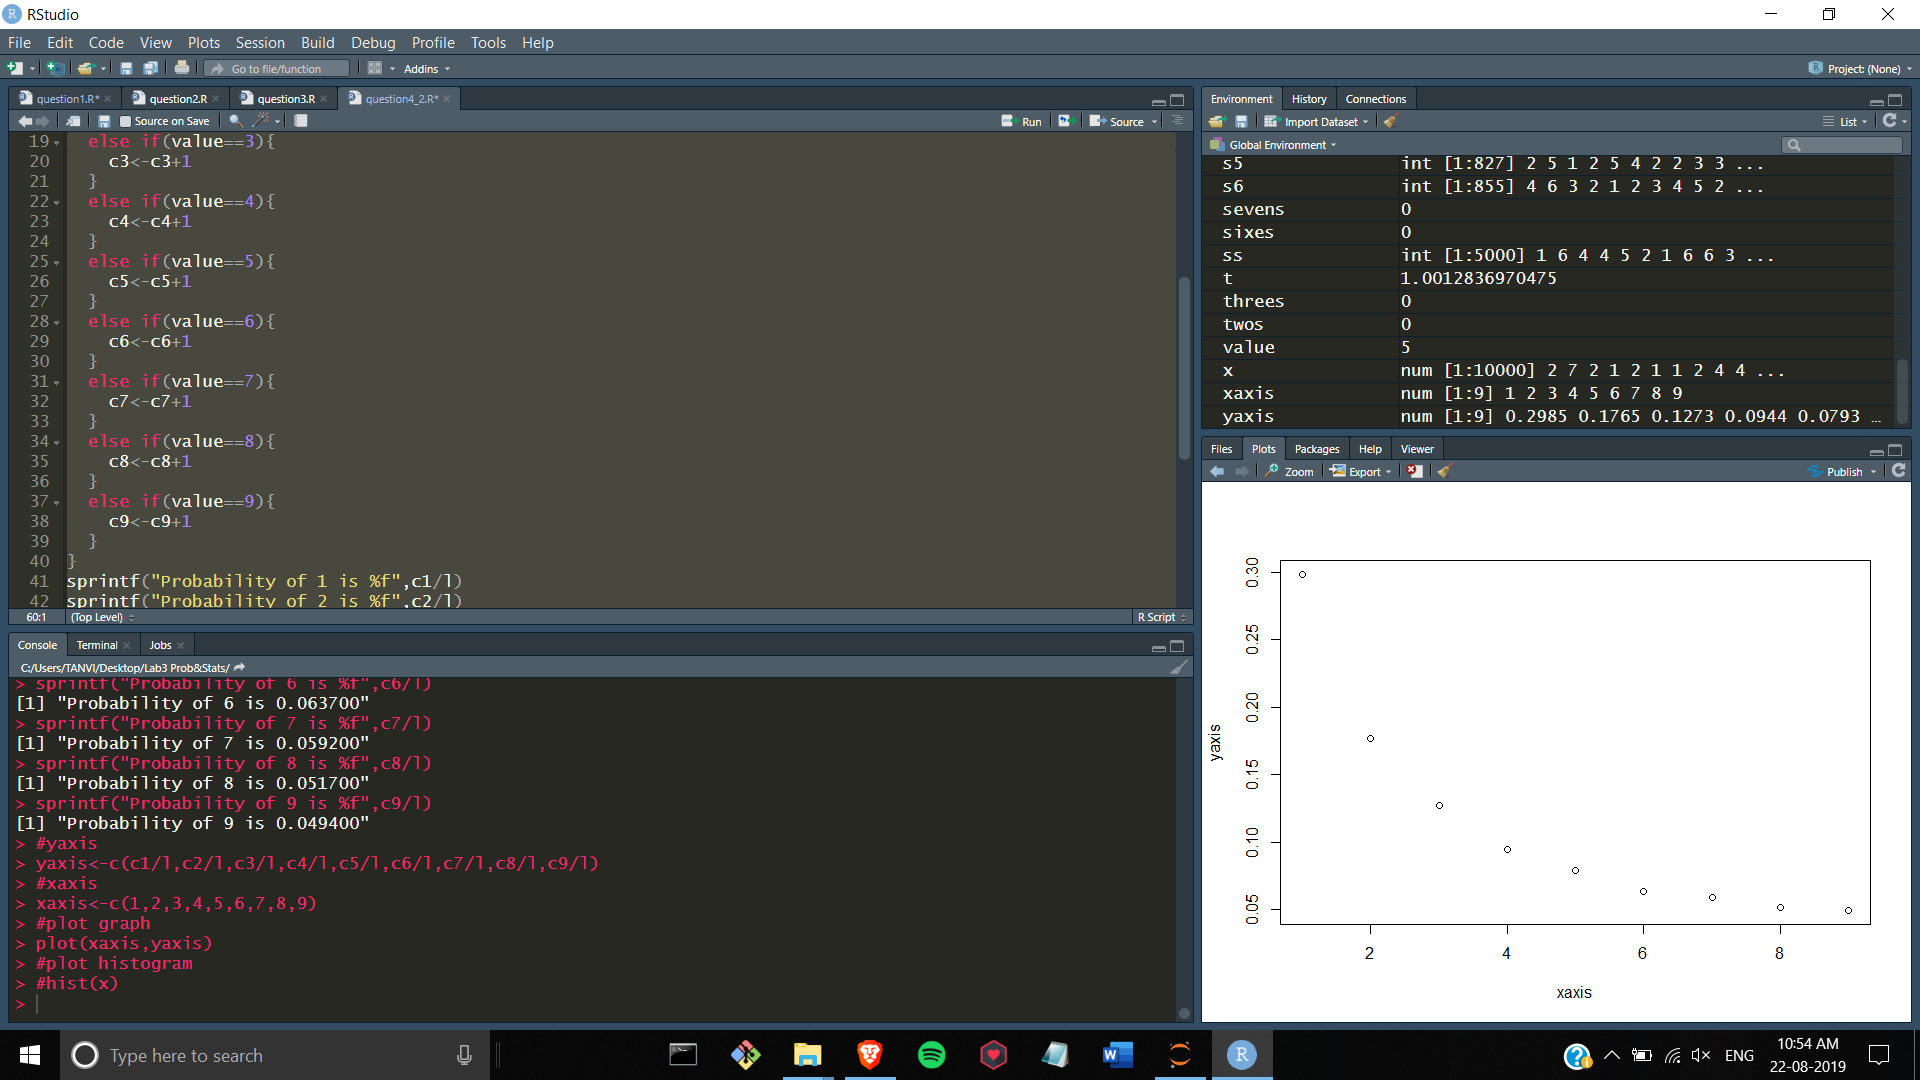 RStudio
File Edit Code View Plots Session Build Debug Profile Tools Help
Go to file/function Addins Project: (None)
question1.R* question2.R question3.R question4_2.R*
Source on Save Run Source
19 else if(value==3){
20 c3<-c3+1
21 }
22 else if(value==4){
23 c4<-c4+1
24 }
25 else if(value==5){
26 c5<-c5+1
27 }
28 else if(value==6){
29 c6<-c6+1
30 }
31 else if(value==7){
32 c7<-c7+1
33 }
34 else if(value==8){
35 c8<-c8+1
36 }
37 else if(value==9){
38 c9<-c9+1
39 }
40 }
41 sprintf("Probability of 1 is %f",c1/l)
42 sprintf("Probability of 2 is %f",c2/l)
60:1 (Top Level) R Script
Console Terminal Jobs
C:/Users/TANVI/Desktop/Lab3 Prob&Stats/
> sprintf("Probability of 6 is %f",c6/l)
[1] "Probability of 6 is 0.063700"
> sprintf("Probability of 7 is %f",c7/l)
[1] "Probability of 7 is 0.059200"
> sprintf("Probability of 8 is %f",c8/l)
[1] "Probability of 8 is 0.051700"
> sprintf("Probability of 9 is %f",c9/l)
[1] "Probability of 9 is 0.049400"
> #yaxis
> yaxis<-c(c1/l,c2/l,c3/l,c4/l,c5/l,c6/l,c7/l,c8/l,c9/l)
> #xaxis
> xaxis<-c(1,2,3,4,5,6,7,8,9)
> #plot graph
> plot(xaxis,yaxis)
> #plot histogram
> #hist(x)
>
Environment History Connections
Import Dataset List
Global Environment
s5 int [1:827] 2 5 1 2 5 4 2 2 3 3 ...
s6 int [1:855] 4 6 3 2 1 2 3 4 5 2 ...
sevens 0
sixes 0
ss int [1:5000] 1 6 4 4 5 2 1 6 6 3 ...
t 1.0012836970475
threes 0
twos 0
value 5
x num [1:10000] 2 7 2 1 2 1 1 2 4 4 ...
xaxis num [1:9] 1 2 3 4 5 6 7 8 9
yaxis num [1:9] 0.2985 0.1765 0.1273 0.0944 0.0793 ...
Files Plots Packages Help Viewer
Zoom Export Publish
0.30
0.25
0.20
0.15
0.10
0.05
yaxis
2 4 6 8
xaxis
Type here to search
ENG
10:54 AM
22-08-2019